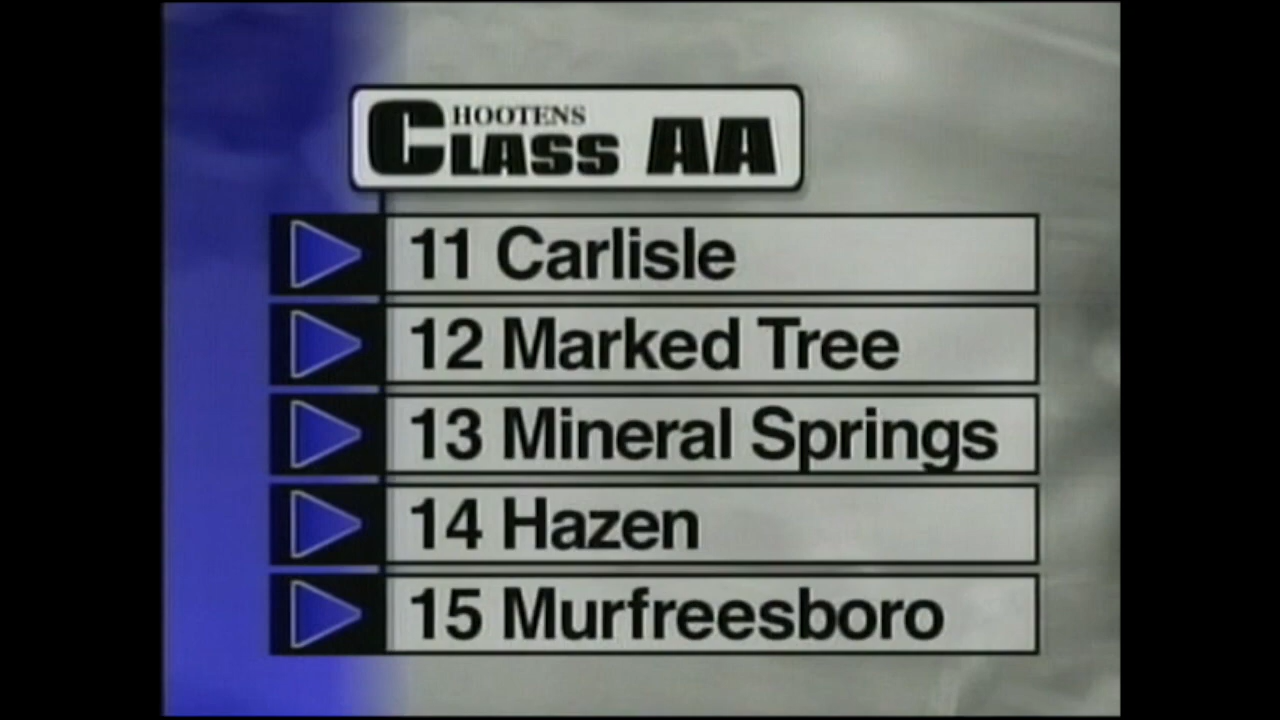 HOOTENS
CLASS AA
11 Carlisle
12 Marked Tree
13 Mineral Springs
14 Hazen
15 Murfreesboro